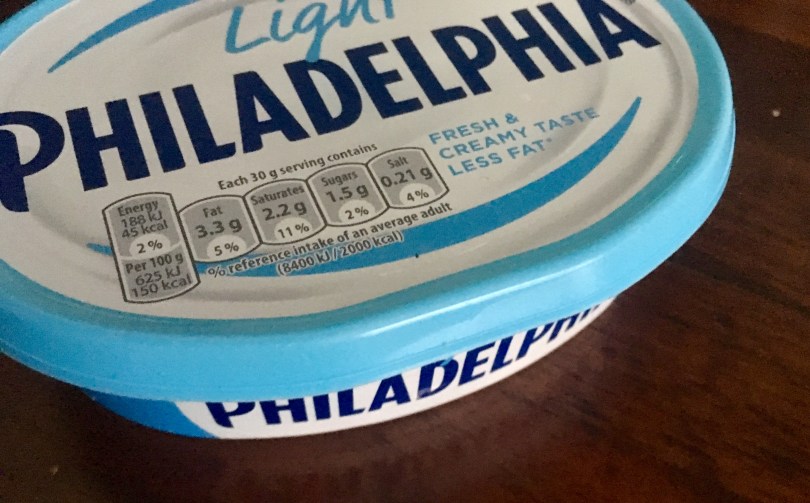 Light
PHILADELPHIA
FRESH &
CREAMY TASTE
LESS FAT*
Each 30 g serving contains
Energy
188 kJ
45 kcal
2%
Fat
3.3 g
5%
Saturates
2.2 g
11%
Sugars
1.5 g
2%
Salt
0.21 g
4%
Per 100 g
625 kJ
150 kcal
% reference intake of an average adult
(8400 kJ / 2000 kcal)
PHILADELPHI